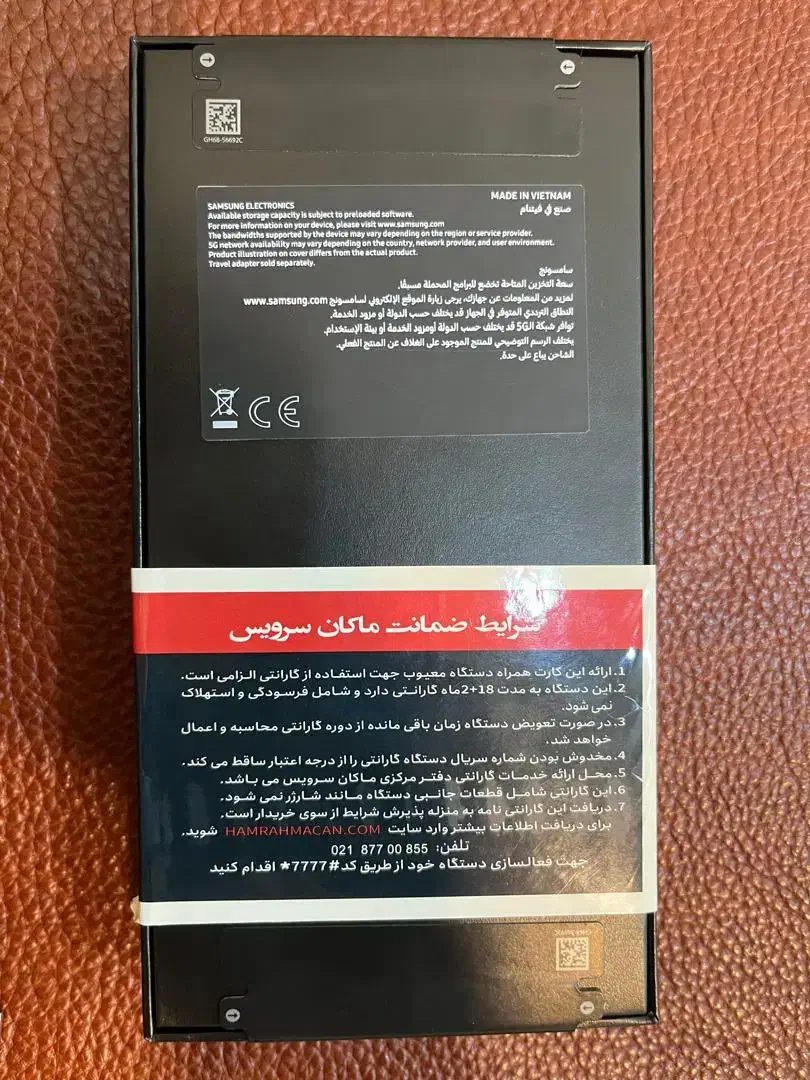 GH68-56692C
SAMSUNG ELECTRONICS
Available storage capacity is subject to preloaded software.
For more information on your device, please visit www.samsung.com
The bandwidths supported by the device may vary depending on the region or service provider.
5G network availability may vary depending on the country, network provider, and user environment.
Product illustration on cover differs from the actual product.
Travel adapter sold separately.
MADE IN VIETNAM
صنع في فيتنام
سامسونج
سعة التخزين المتاحة تخضع للبرامج المحملة مسبقًا.
لمزيد من المعلومات عن جهازك، يرجى زيارة الموقع الإلكتروني لسامسونج www.samsung.com
النطاق الترددي المتوفر في الجهاز قد يختلف حسب الدولة أو مزود الخدمة.
توافر شبكة الـ5G قد يختلف حسب الدولة أومزود الخدمة أو بيئة الإستخدام.
يختلف الرسم التوضيحي للمنتج الموجود على الغلاف عن المنتج الفعلي.
الشاحن يباع على حدة.
CE
شرایط ضمانت ماکان سرویس
1. ارائه این کارت همراه دستگاه معیوب جهت استفاده از گارانتی الزامی است.
2. این دستگاه به مدت 18+2ماه گارانتی دارد و شامل فرسودگی و استهلاک
نمی شود.
3. در صورت تعویض دستگاه زمان باقی مانده از دوره گارانتی محاسبه و اعمال
خواهد شد.
4. مخدوش بودن شماره سریال دستگاه گارانتی را از درجه اعتبار ساقط می کند.
5. محل ارائه خدمات گارانتی دفتر مرکزی ماکان سرویس می باشد.
6. این گارانتی شامل قطعات جانبی دستگاه مانند شارژر نمی شود.
7. دریافت این گارانتی نامه به منزله پذیرش شرایط از سوی خریدار است.
برای دریافت اطلاعات بیشتر وارد سایت HAMRAHMACAN.COM شوید.
تلفن: 021 877 00 855
جهت فعالسازی دستگاه خود از طریق کد #7777* اقدام کنید